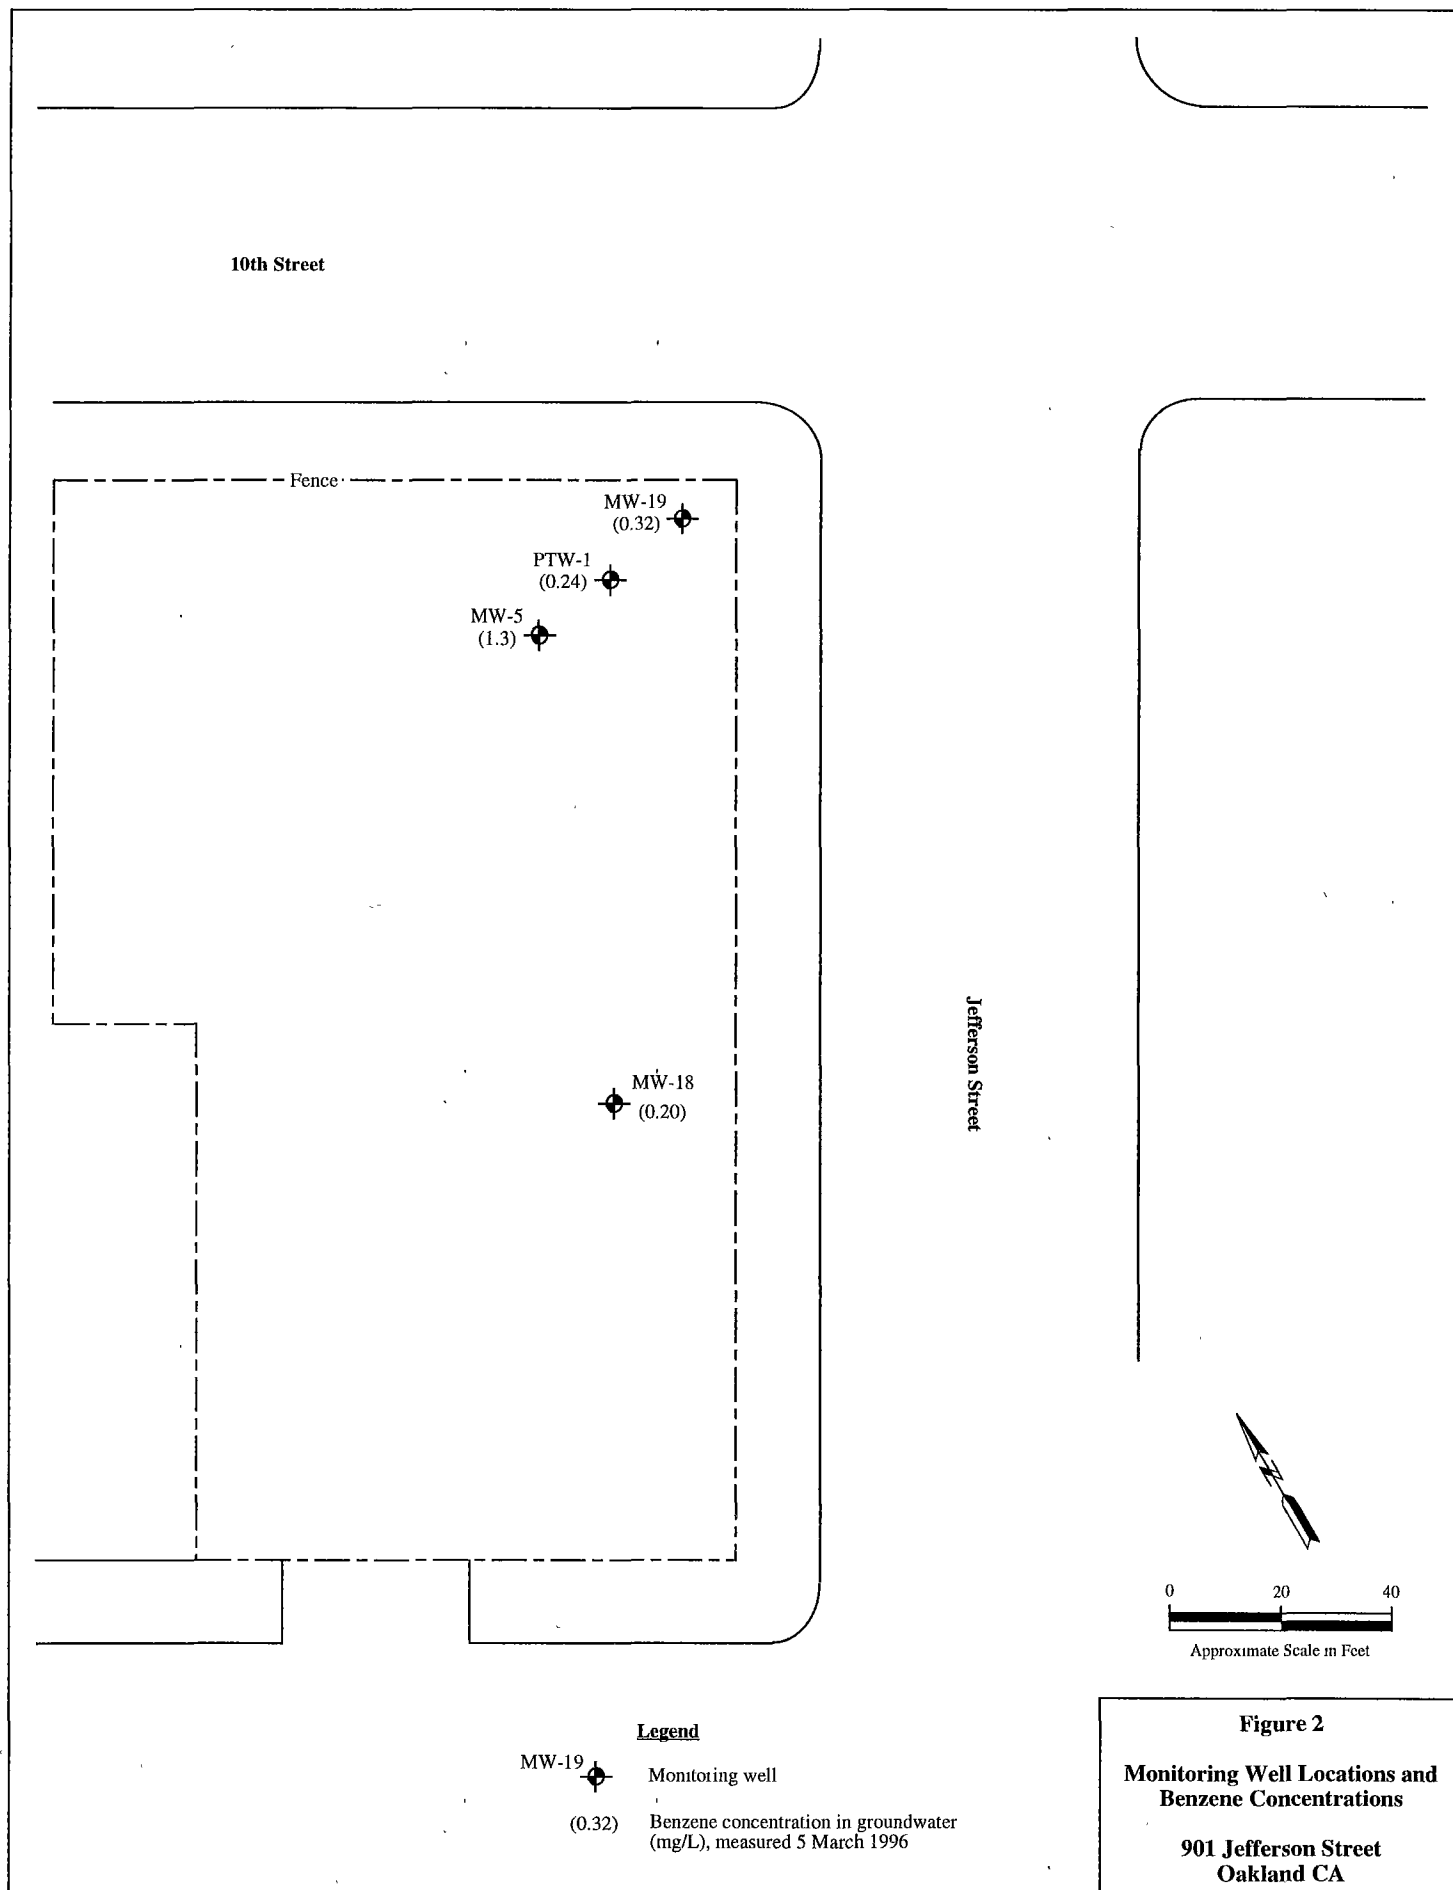 10th Street
Fence
MW-19
(0.32)
PTW-1
(0.24)
MW-5
(1.3)
Jefferson Street
MW-18
(0.20)
N
0 20 40
Approximate Scale in Feet
Legend
MW-19
Monitoring well
(0.32)
Benzene concentration in groundwater
(mg/L), measured 5 March 1996
Figure 2
Monitoring Well Locations and
Benzene Concentrations
901 Jefferson Street
Oakland CA